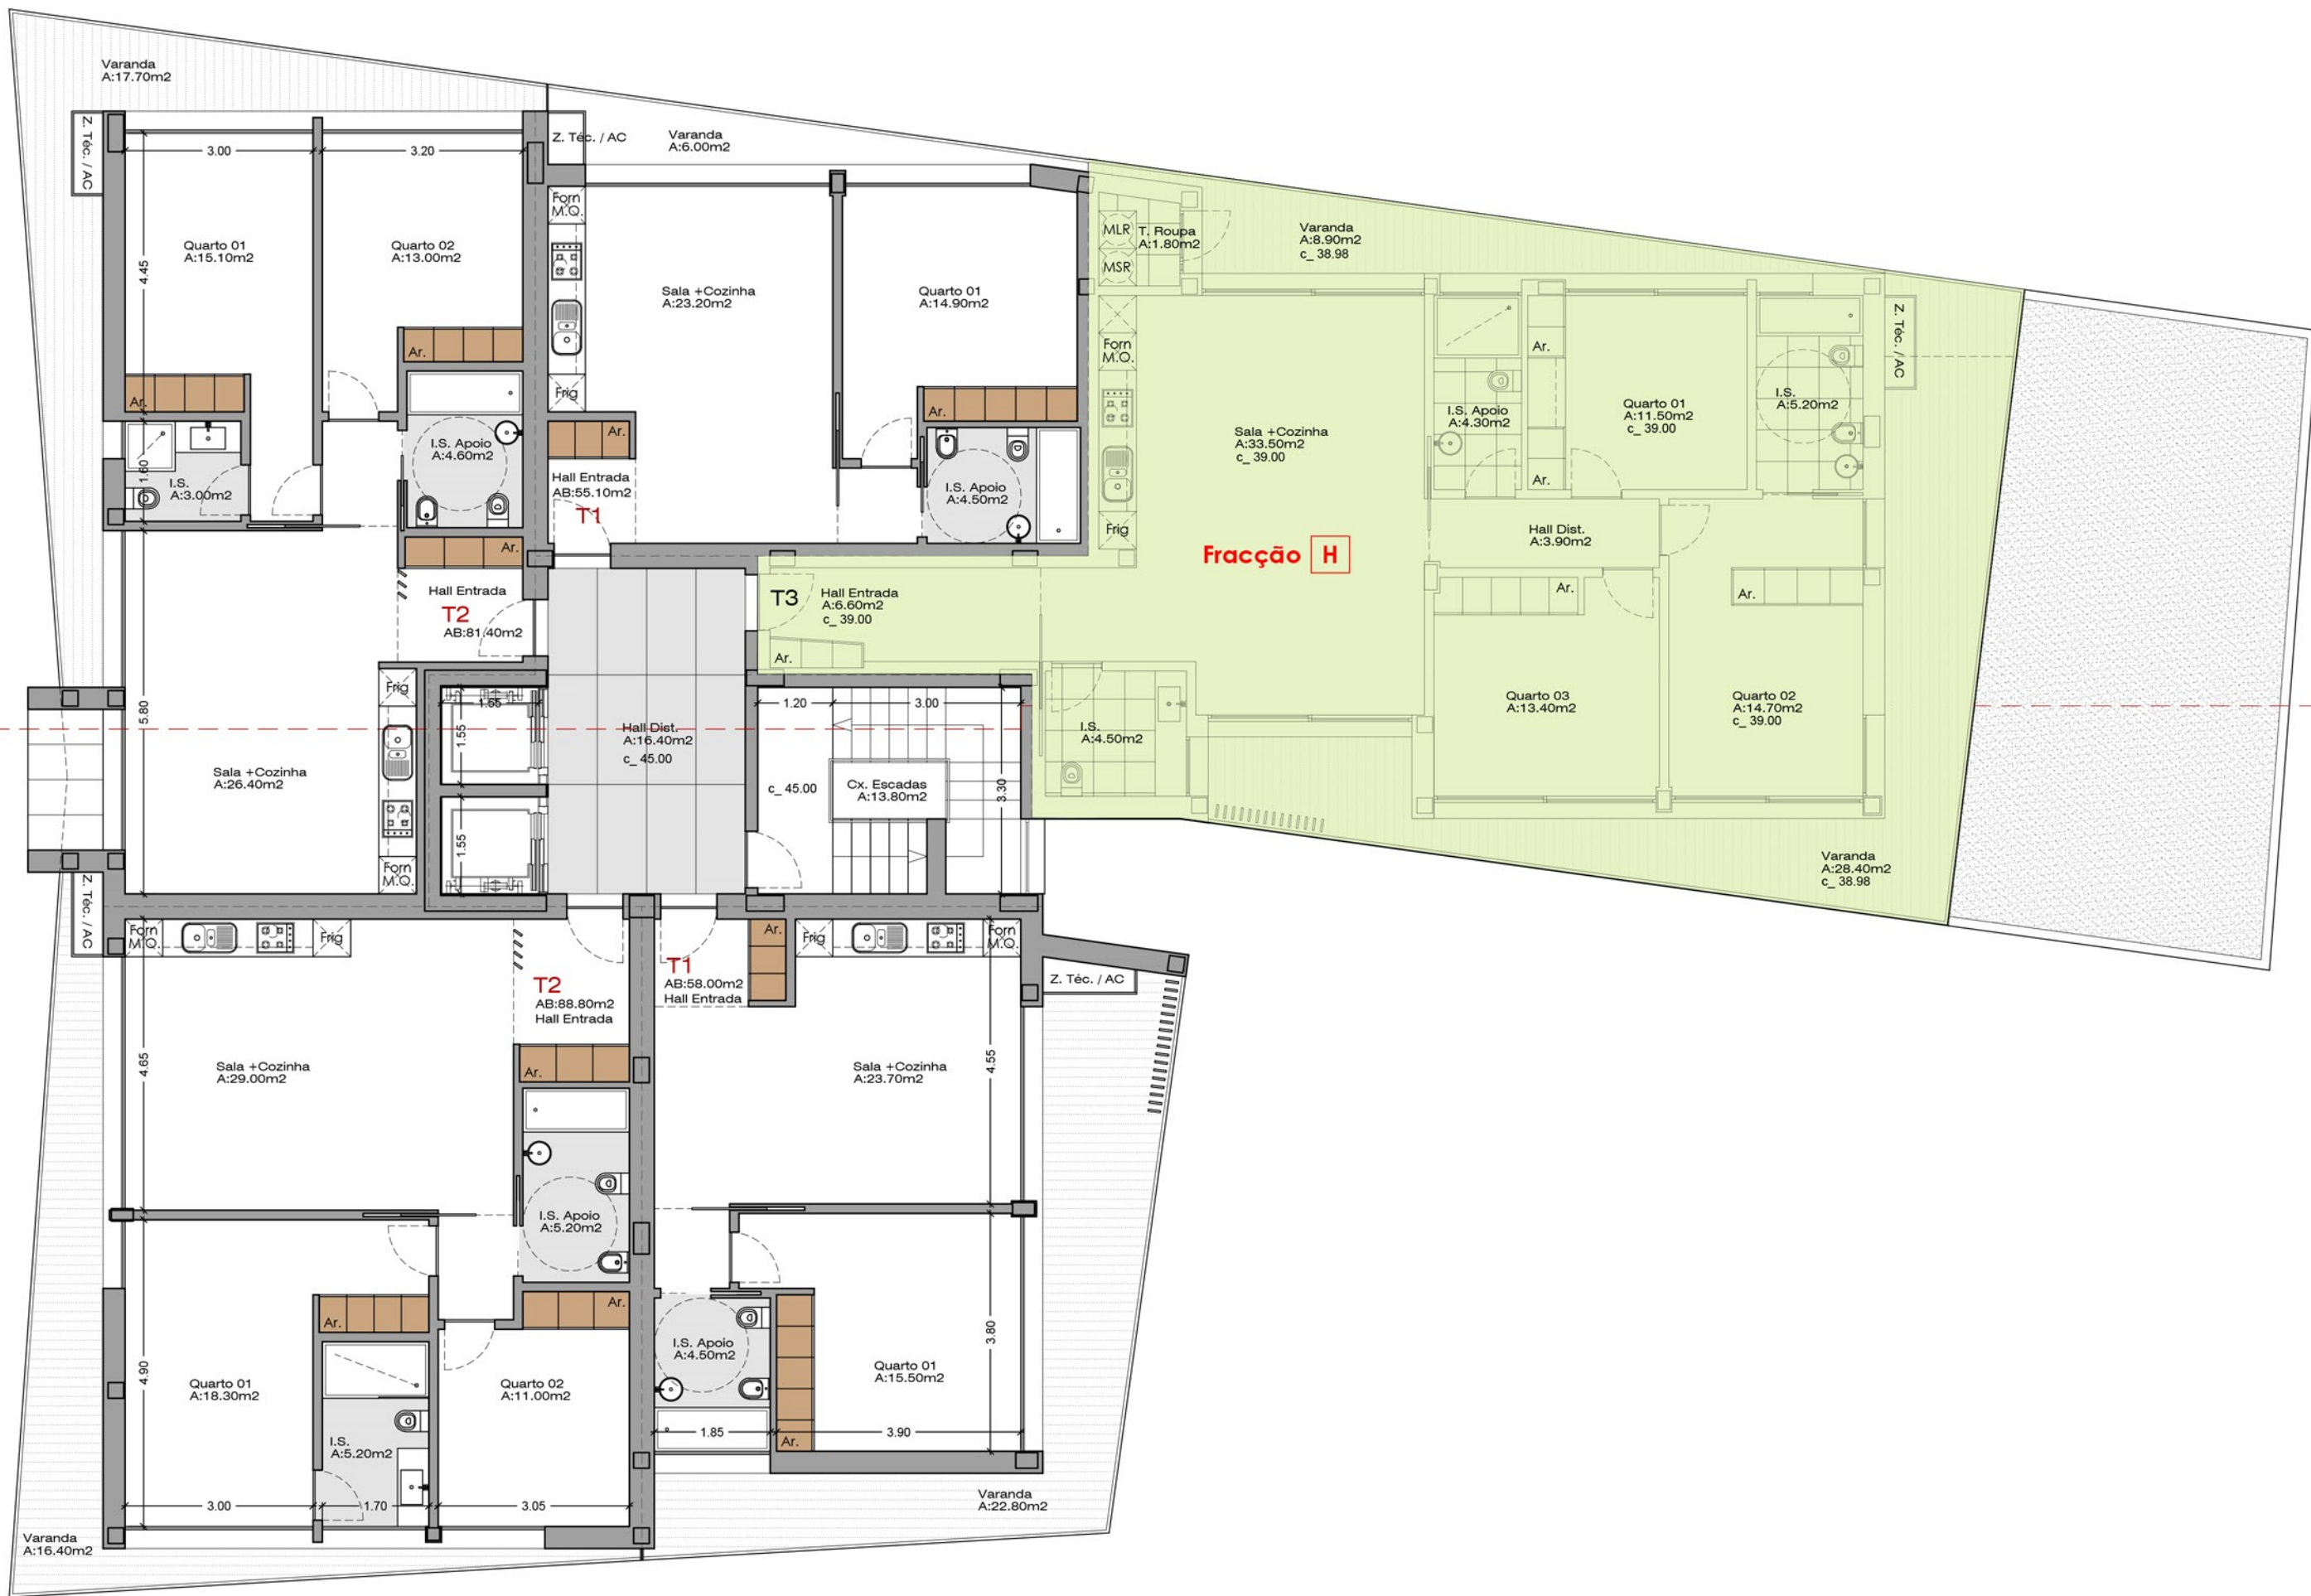 Varanda
A:17.70m2
Z. Téc. / AC
3.00
3.20
4.45
Quarto 01
A:15.10m2
Quarto 02
A:13.00m2
Ar.
Ar.
1.60
I.S.
A:3.00m2
I.S. Apoio
A:4.60m2
Ar.
Hall Entrada
T2
AB:81.40m2
5.80
Sala +Cozinha
A:26.40m2
Frig
Forn
M.Q.
1.55
1.55
1.55
Z. Téc. / AC
Z. Téc. / AC
Varanda
A:6.00m2
Forn
M.Q.
Frig
Sala +Cozinha
A:23.20m2
Quarto 01
A:14.90m2
Ar.
Ar.
Hall Entrada
AB:55.10m2
T1
I.S. Apoio
A:4.50m2
Hall Dist.
A:16.40m2
c_ 45.00
1.20
3.00
3.30
c_ 45.00
Cx. Escadas
A:13.80m2
MLR
MSR
T. Roupa
A:1.80m2
Varanda
A:8.90m2
c_ 38.98
Forn
M.Q.
Frig
Sala +Cozinha
A:33.50m2
c_ 39.00
I.S. Apoio
A:4.30m2
Ar.
Ar.
Quarto 01
A:11.50m2
c_ 39.00
I.S.
A:5.20m2
Z. Téc. / AC
Hall Dist.
A:3.90m2
Fracção H
T3
Hall Entrada
A:6.60m2
c_ 39.00
Ar.
Ar.
Ar.
I.S.
A:4.50m2
Quarto 03
A:13.40m2
Quarto 02
A:14.70m2
c_ 39.00
Varanda
A:28.40m2
c_ 38.98
Forn
M.Q.
Frig
T2
AB:88.80m2
Hall Entrada
4.65
Sala +Cozinha
A:29.00m2
Ar.
I.S. Apoio
A:5.20m2
Ar.
Ar.
4.90
Quarto 01
A:18.30m2
I.S.
A:5.20m2
Quarto 02
A:11.00m2
3.00
1.70
3.05
Varanda
A:16.40m2
T1
AB:58.00m2
Hall Entrada
Ar.
Frig
Forn
M.Q.
Z. Téc. / AC
4.55
Sala +Cozinha
A:23.70m2
I.S. Apoio
A:4.50m2
3.80
Quarto 01
A:15.50m2
1.85
3.90
Ar.
Varanda
A:22.80m2